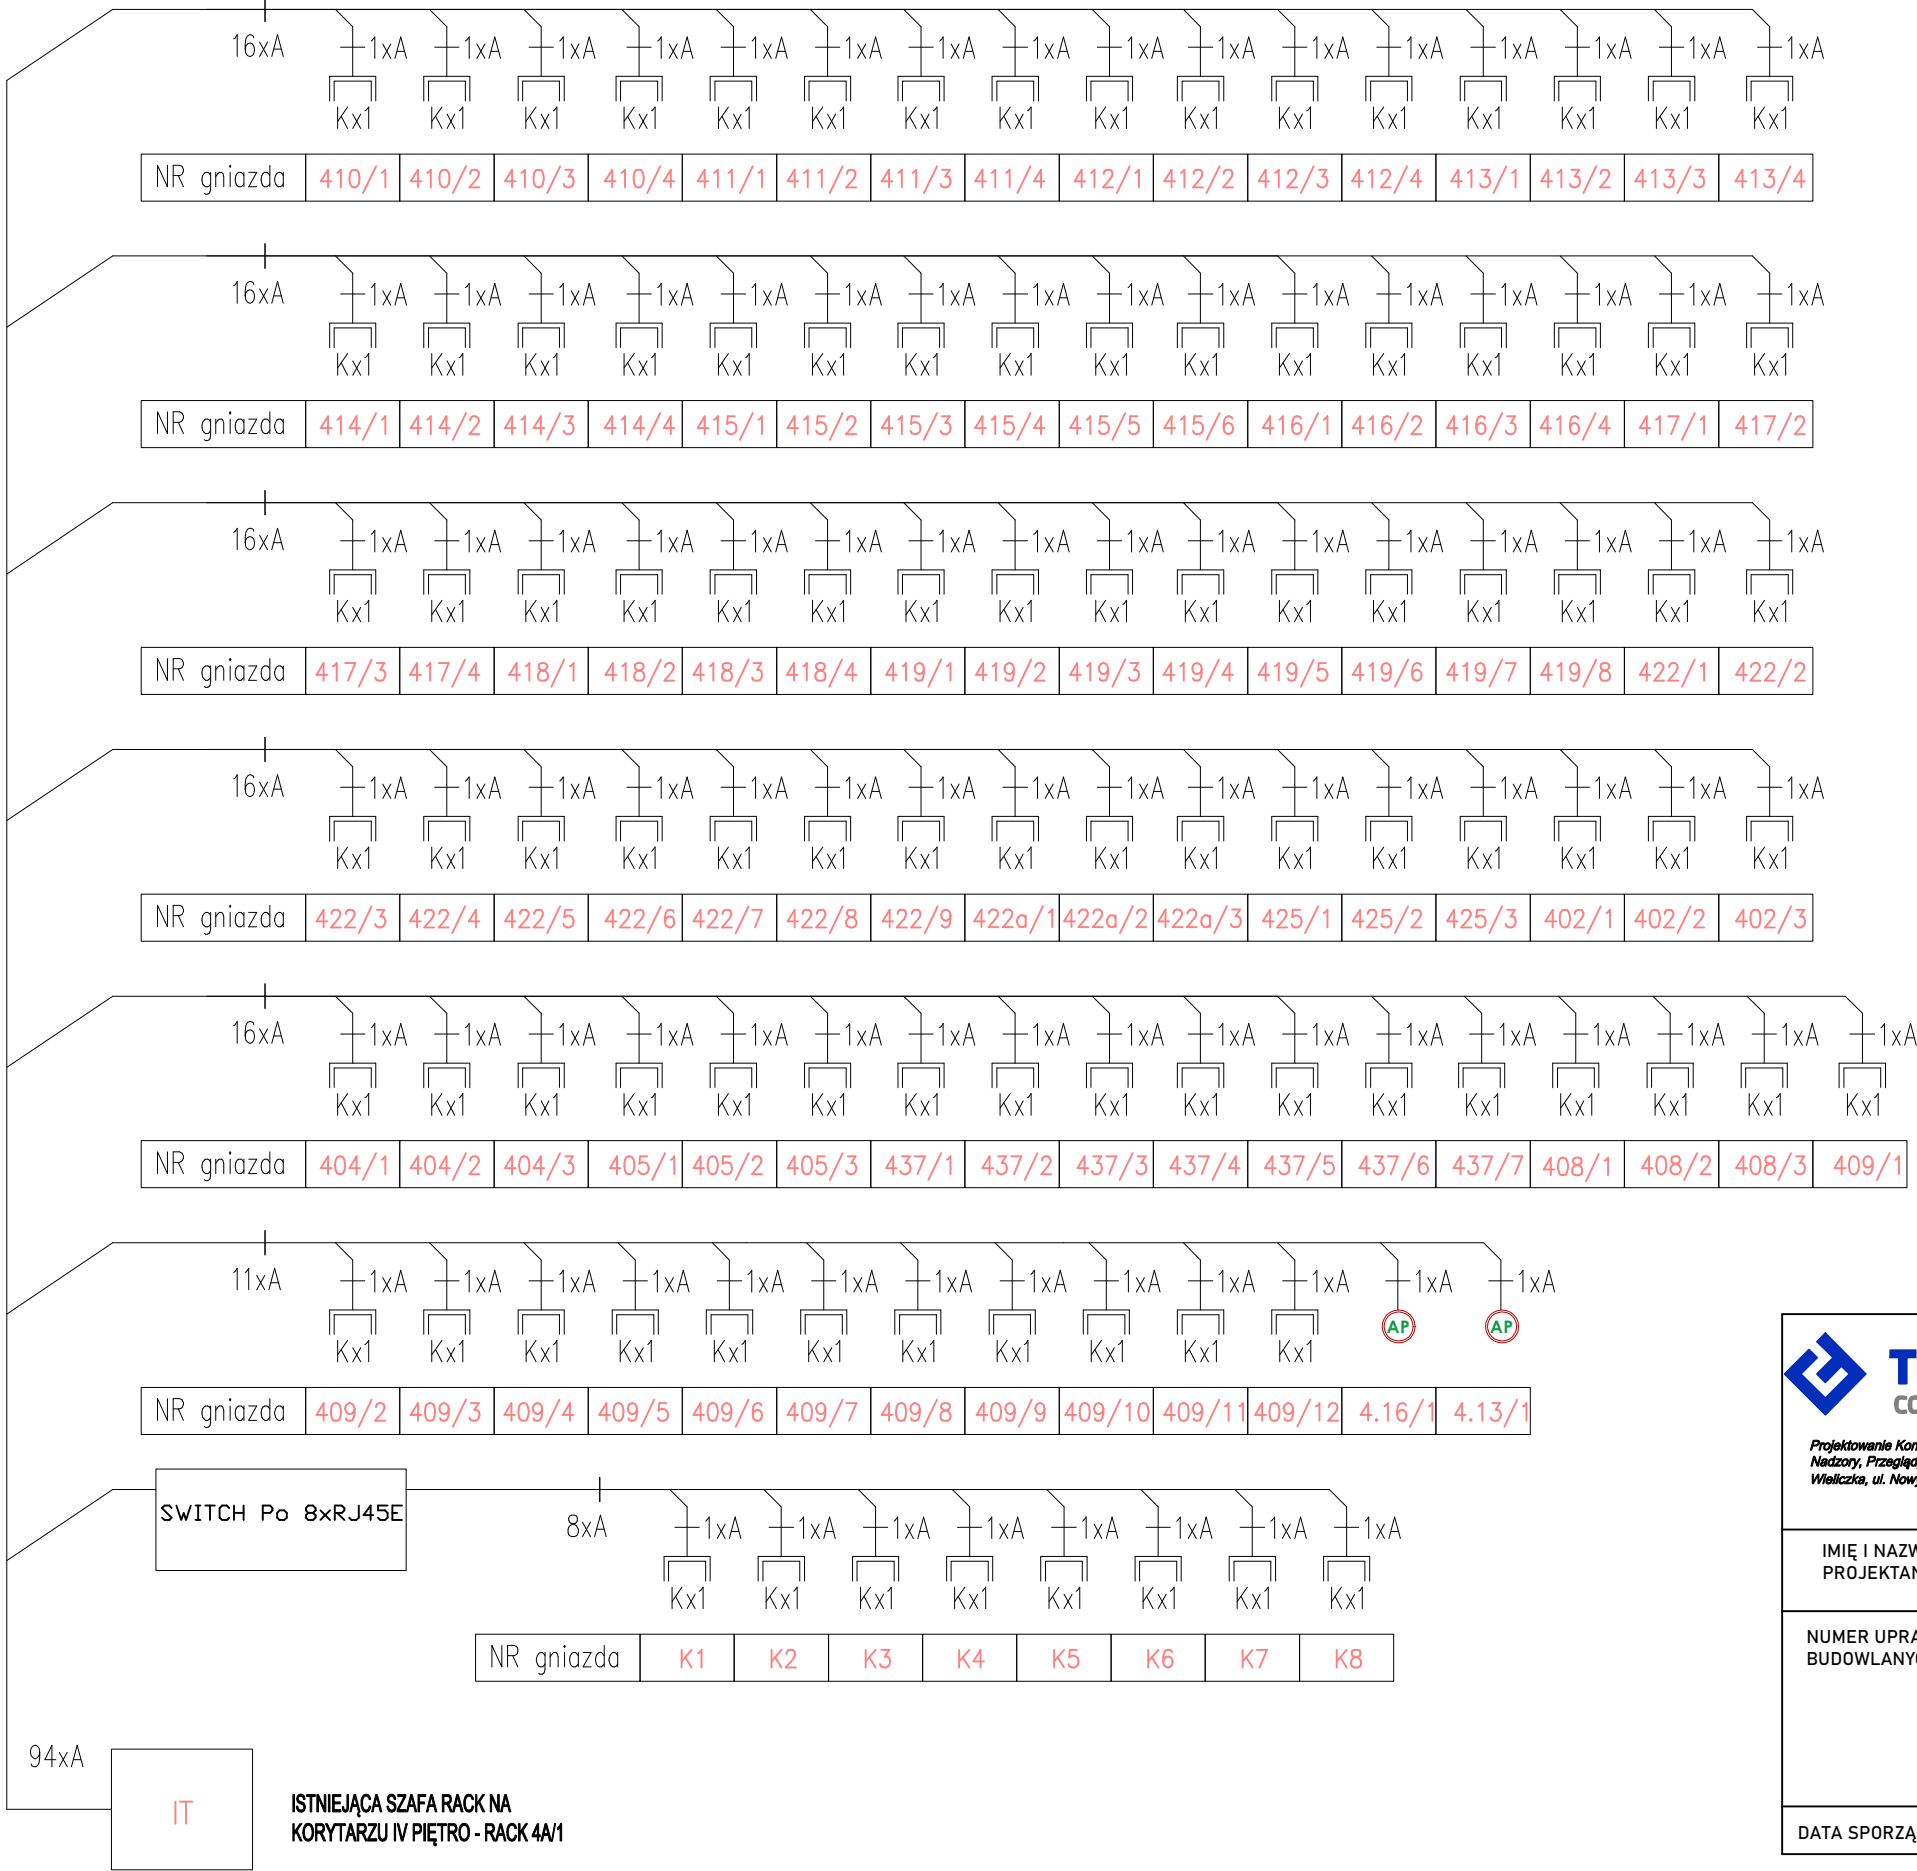 16xA 1xA 1xA 1xA 1xA 1xA 1xA 1xA 1xA 1xA 1xA 1xA 1xA 1xA 1xA 1xA 1xA
Kx1 Kx1 Kx1 Kx1 Kx1 Kx1 Kx1 Kx1 Kx1 Kx1 Kx1 Kx1 Kx1 Kx1 Kx1 Kx1
NR gniazda 410/1 410/2 410/3 410/4 411/1 411/2 411/3 411/4 412/1 412/2 412/3 412/4 413/1 413/2 413/3 413/4
16xA 1xA 1xA 1xA 1xA 1xA 1xA 1xA 1xA 1xA 1xA 1xA 1xA 1xA 1xA 1xA 1xA
Kx1 Kx1 Kx1 Kx1 Kx1 Kx1 Kx1 Kx1 Kx1 Kx1 Kx1 Kx1 Kx1 Kx1 Kx1 Kx1
NR gniazda 414/1 414/2 414/3 414/4 415/1 415/2 415/3 415/4 415/5 415/6 416/1 416/2 416/3 416/4 417/1 417/2
16xA 1xA 1xA 1xA 1xA 1xA 1xA 1xA 1xA 1xA 1xA 1xA 1xA 1xA 1xA 1xA 1xA
Kx1 Kx1 Kx1 Kx1 Kx1 Kx1 Kx1 Kx1 Kx1 Kx1 Kx1 Kx1 Kx1 Kx1 Kx1 Kx1
NR gniazda 417/3 417/4 418/1 418/2 418/3 418/4 419/1 419/2 419/3 419/4 419/5 419/6 419/7 419/8 422/1 422/2
16xA 1xA 1xA 1xA 1xA 1xA 1xA 1xA 1xA 1xA 1xA 1xA 1xA 1xA 1xA 1xA 1xA
Kx1 Kx1 Kx1 Kx1 Kx1 Kx1 Kx1 Kx1 Kx1 Kx1 Kx1 Kx1 Kx1 Kx1 Kx1 Kx1
NR gniazda 422/3 422/4 422/5 422/6 422/7 422/8 422/9 422a/1 422a/2 422a/3 425/1 425/2 425/3 402/1 402/2 402/3
16xA 1xA 1xA 1xA 1xA 1xA 1xA 1xA 1xA 1xA 1xA 1xA 1xA 1xA 1xA 1xA 1xA 1xA
Kx1 Kx1 Kx1 Kx1 Kx1 Kx1 Kx1 Kx1 Kx1 Kx1 Kx1 Kx1 Kx1 Kx1 Kx1 Kx1 Kx1
NR gniazda 404/1 404/2 404/3 405/1 405/2 405/3 437/1 437/2 437/3 437/4 437/5 437/6 437/7 408/1 408/2 408/3 409/1
11xA 1xA 1xA 1xA 1xA 1xA 1xA 1xA 1xA 1xA 1xA 1xA 1xA 1xA
AP AP
Kx1 Kx1 Kx1 Kx1 Kx1 Kx1 Kx1 Kx1 Kx1 Kx1 Kx1
NR gniazda 409/2 409/3 409/4 409/5 409/6 409/7 409/8 409/9 409/10 409/11 409/12 4.16/1 4.13/1
SWITCH Po 8xRJ45E
8xA 1xA 1xA 1xA 1xA 1xA 1xA 1xA 1xA
Kx1 Kx1 Kx1 Kx1 Kx1 Kx1 Kx1 Kx1
NR gniazda K1 K2 K3 K4 K5 K6 K7 K8
94xA
IT
ISTNIEJĄCA SZAFA RACK NA
KORYTARZU IV PIĘTRO - RACK 4A/1
T
CO
Projektowanie Kon
Nadzory, Przegląd
Wieliczka, ul. Now
IMIĘ I NAZW
PROJEKTAN
NUMER UPRA
BUDOWLANYC
DATA SPORZĄ